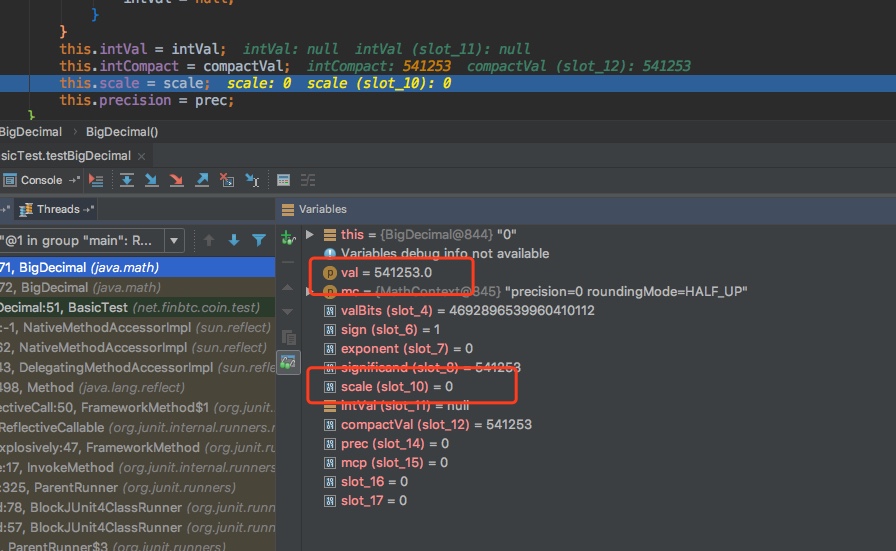 intVal = null;
}
}
this.intVal = intVal;  intVal: null  intVal (slot_11): null
this.intCompact = compactVal;  intCompact: 541253  compactVal (slot_12): 541253
this.scale = scale;  scale: 0  scale (slot_10): 0
this.precision = prec;
}
BigDecimal › BigDecimal()
sicTest.testBigDecimal ×
Console
Threads
Variables
"@1 in group "main": R...
71, BigDecimal (java.math)
72, BigDecimal (java.math)
Decimal:51, BasicTest (net.finbtc.coin.test)
:-1, NativeMethodAccessorImpl (sun.reflect)
62, NativeMethodAccessorImpl (sun.reflect)
43, DelegatingMethodAccessorImpl (sun.reflect)
498, Method (java.lang.reflect)
ectiveCall:50, FrameworkMethod$1 (org.junit
ReflectiveCallable (org.junit.internal.runners.
xplosively:47, FrameworkMethod (org.junit.
e:17, InvokeMethod (org.junit.internal.runners
:325, ParentRunner (org.junit.runners)
d:78, BlockJUnit4ClassRunner (org.junit.runn
d:57, BlockJUnit4ClassRunner (org.junit.runn
ParentRunner$3 (org.junit.runners)
this = {BigDecimal@844} "0"
Variables debug info not available
val = 541253.0
mc = {MathContext@845} "precision=0 roundingMode=HALF_UP"
valBits (slot_4) = 4692896539960410112
sign (slot_6) = 1
exponent (slot_7) = 0
significand (slot_8) = 541253
scale (slot_10) = 0
intVal (slot_11) = null
compactVal (slot_12) = 541253
prec (slot_14) = 0
mcp (slot_15) = 0
slot_16 = 0
slot_17 = 0